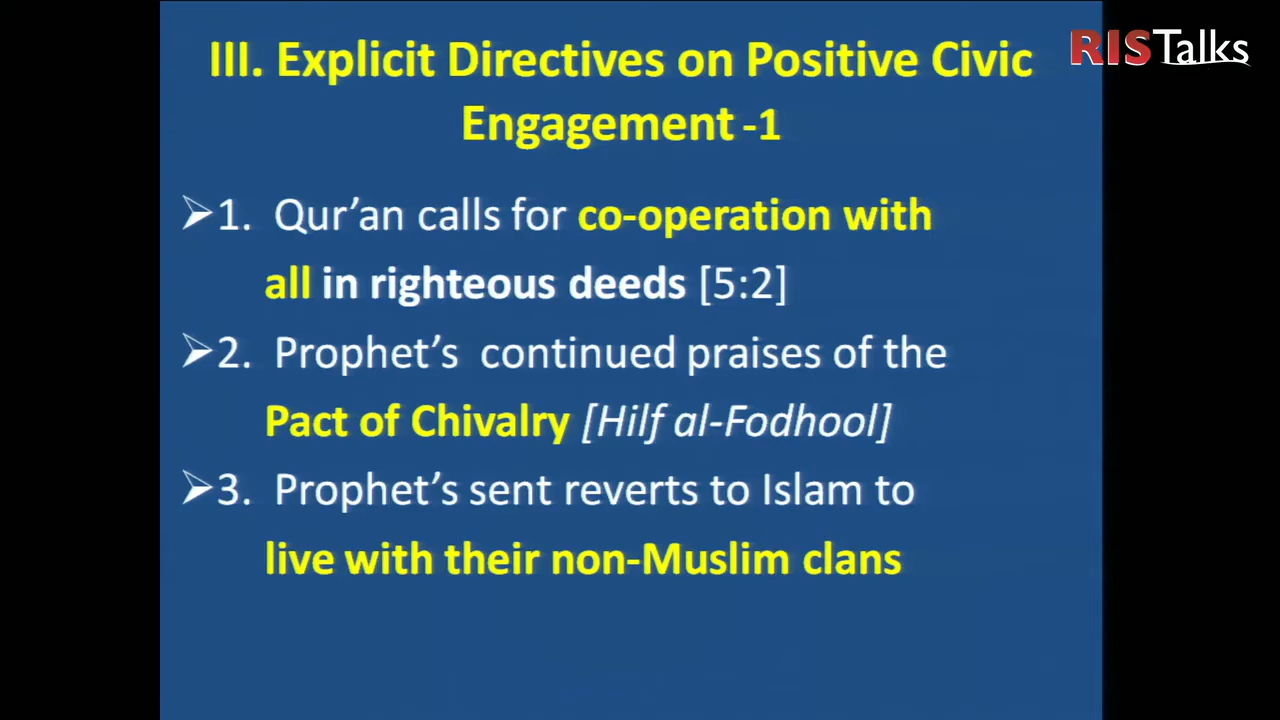 III. Explicit Directives on Positive Civic
Engagement -1
RISTalks
➢1. Qur’an calls for co-operation with
all in righteous deeds [5:2]
➢2. Prophet’s continued praises of the
Pact of Chivalry [Hilf al-Fodhool]
➢3. Prophet’s sent reverts to Islam to
live with their non-Muslim clans